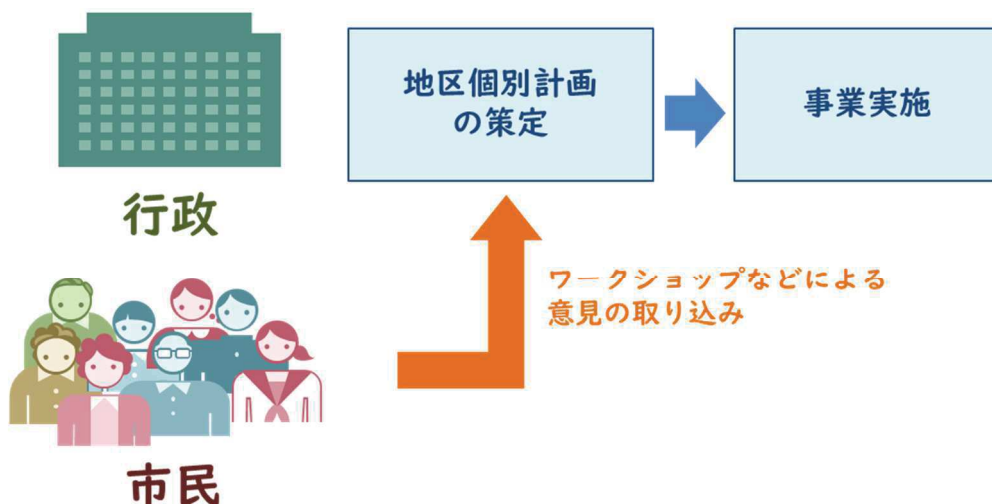 地区個別計画
の策定
事業実施
行政
ワークショップなどによる
意見の取り込み
市民